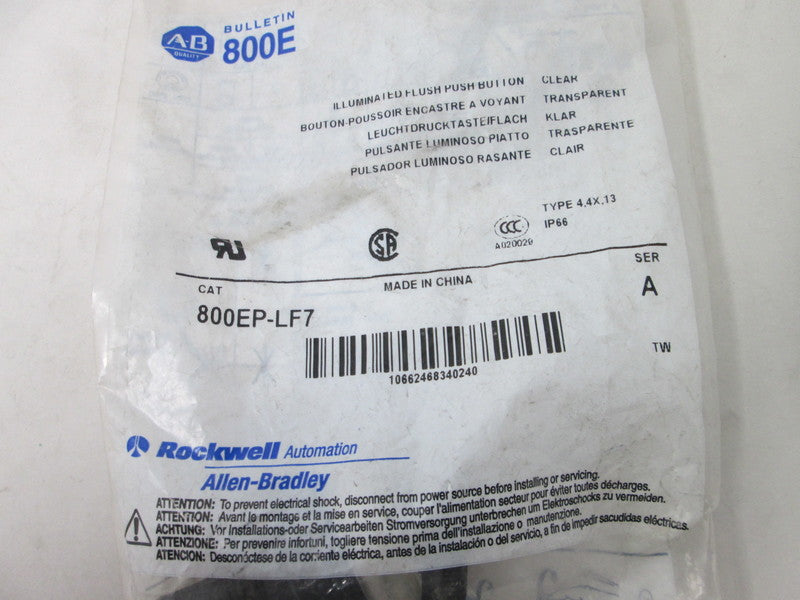 A-B
QUALITY
BULLETIN
800E
ILLUMINATED FLUSH PUSH BUTTON CLEAR
BOUTON-POUSSOIR ENCASTRE A VOYANT TRANSPARENT
LEUCHTDRUCKTASTE/FLACH KLAR
PULSANTE LUMINOSO PIATTO TRASPARENTE
PULSADOR LUMINOSO RASANTE CLAIR
TYPE 4,4X,13
IP66
CCC
A020029
CAT
MADE IN CHINA
SER
800EP-LF7
A
10662468340240
TW
Rockwell Automation
Allen-Bradley
ATTENTION: To prevent electrical shock, disconnect from power source before installing or servicing.
ATTENTION: Avant le montage et la mise en service, couper l'alimentation secteur pour éviter toutes décharges.
ACHTUNG: Vor Installations-oder Servicearbeiten Stromversorgung unterbrechen um Elektroschocks zu vermeiden.
ATTENZIONE: Per prevenire infortuni, togliere tensione prima dell'installazione o manutenzione.
ATENCION: Desconéctese de la corriente eléctrica, antes de la instalación o del servicio, a fin de impedir sacudidas eléctricas.